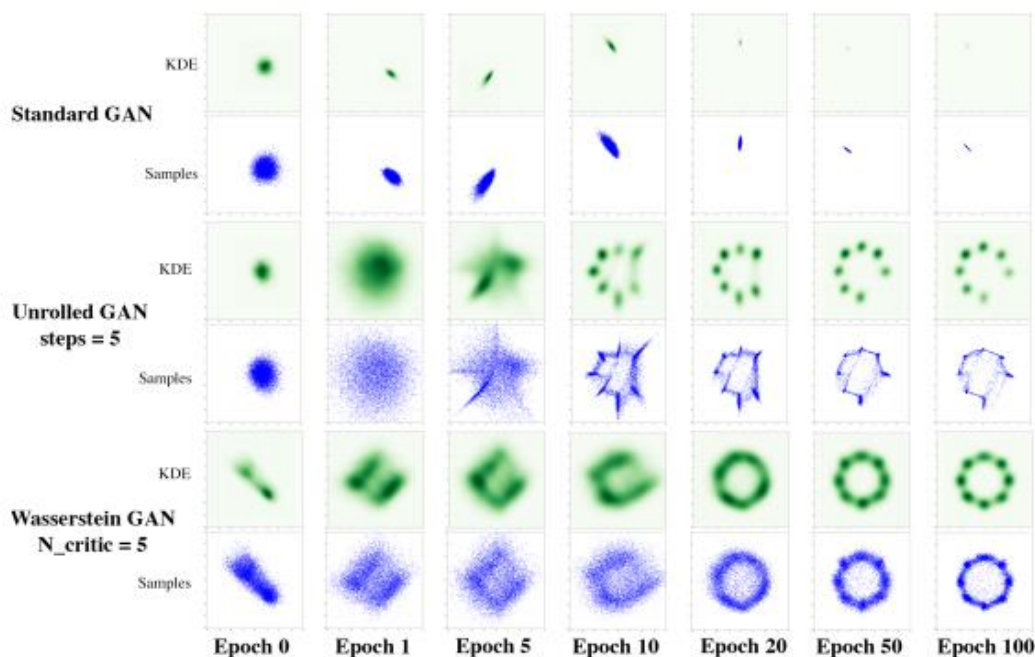 KDE
Standard GAN
Samples
KDE
Unrolled GAN
steps = 5
Samples
KDE
Wasserstein GAN
N_critic = 5
Samples
Epoch 0 Epoch 1 Epoch 5 Epoch 10 Epoch 20 Epoch 50 Epoch 100